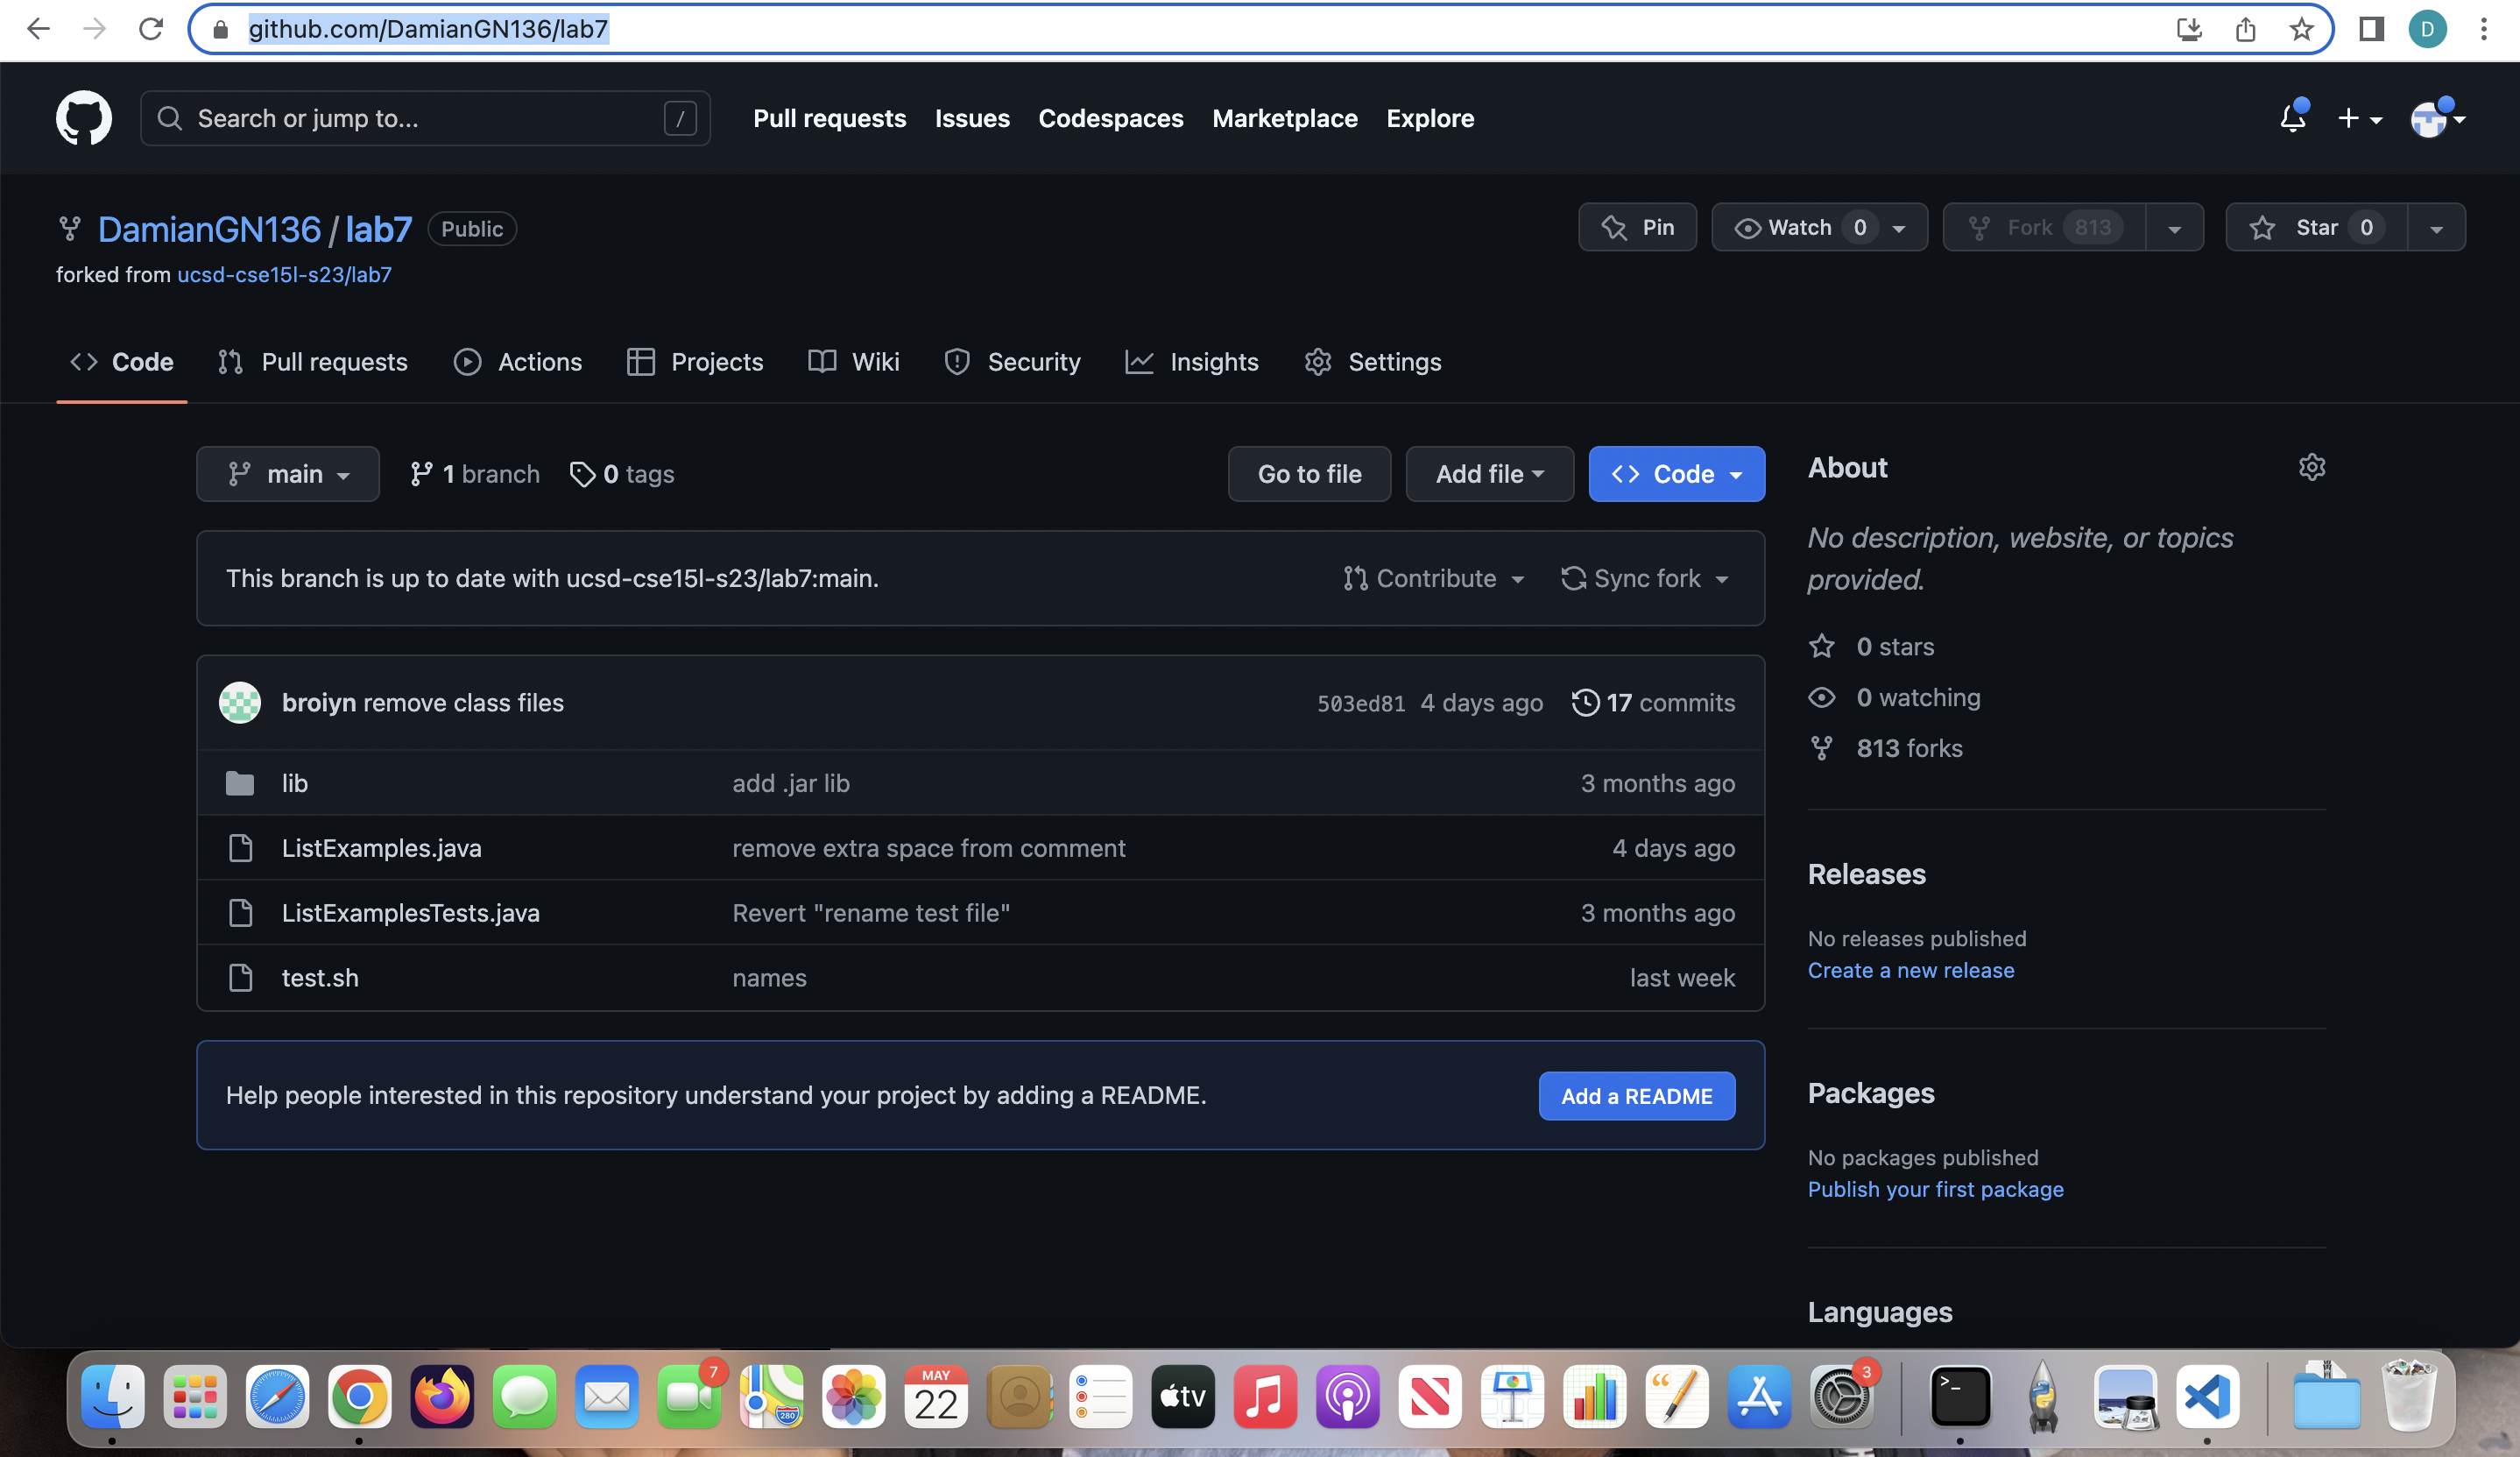 github.com/DamianGN136/lab7
D
Search or jump to...
/
Pull requests
Issues
Codespaces
Marketplace
Explore
DamianGN136 / lab7
Public
forked from ucsd-cse15l-s23/lab7
Pin
Watch 0
Fork 813
Star 0
Code
Pull requests
Actions
Projects
Wiki
Security
Insights
Settings
main
1 branch
0 tags
Go to file
Add file
Code
This branch is up to date with ucsd-cse15l-s23/lab7:main.
Contribute
Sync fork
broiyn remove class files
503ed81 4 days ago
17 commits
lib
add .jar lib
3 months ago
ListExamples.java
remove extra space from comment
4 days ago
ListExamplesTests.java
Revert "rename test file"
3 months ago
test.sh
names
last week
Help people interested in this repository understand your project by adding a README.
Add a README
About
No description, website, or topics
provided.
0 stars
0 watching
813 forks
Releases
No releases published
Create a new release
Packages
No packages published
Publish your first package
Languages
7
280
MAY
22
tv
3
>_